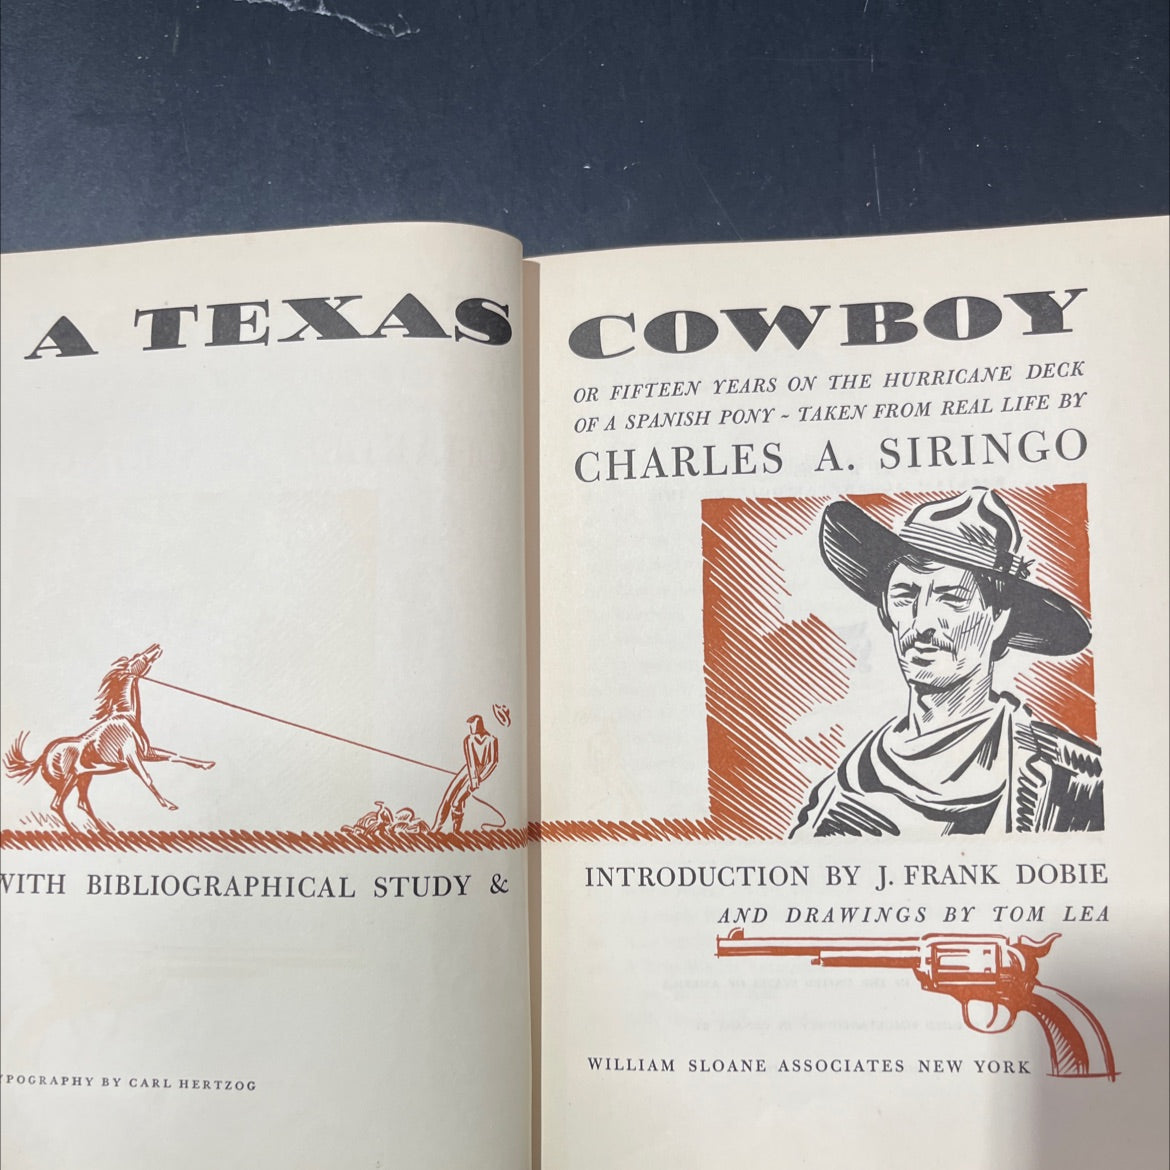 A TEXAS COWBOY
OR FIFTEEN YEARS ON THE HURRICANE DECK
OF A SPANISH PONY ~ TAKEN FROM REAL LIFE BY
CHARLES A. SIRINGO
WITH BIBLIOGRAPHICAL STUDY & INTRODUCTION BY J. FRANK DOBIE
AND DRAWINGS BY TOM LEA
YPOGRAPHY BY CARL HERTZOG
WILLIAM SLOANE ASSOCIATES NEW YORK